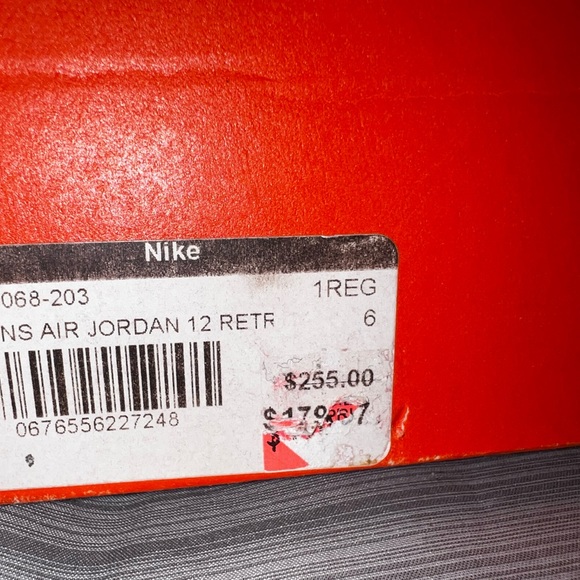 Nike
068-203 1REG
NS AIR JORDAN 12 RETR 6
$255.00
0676556227248